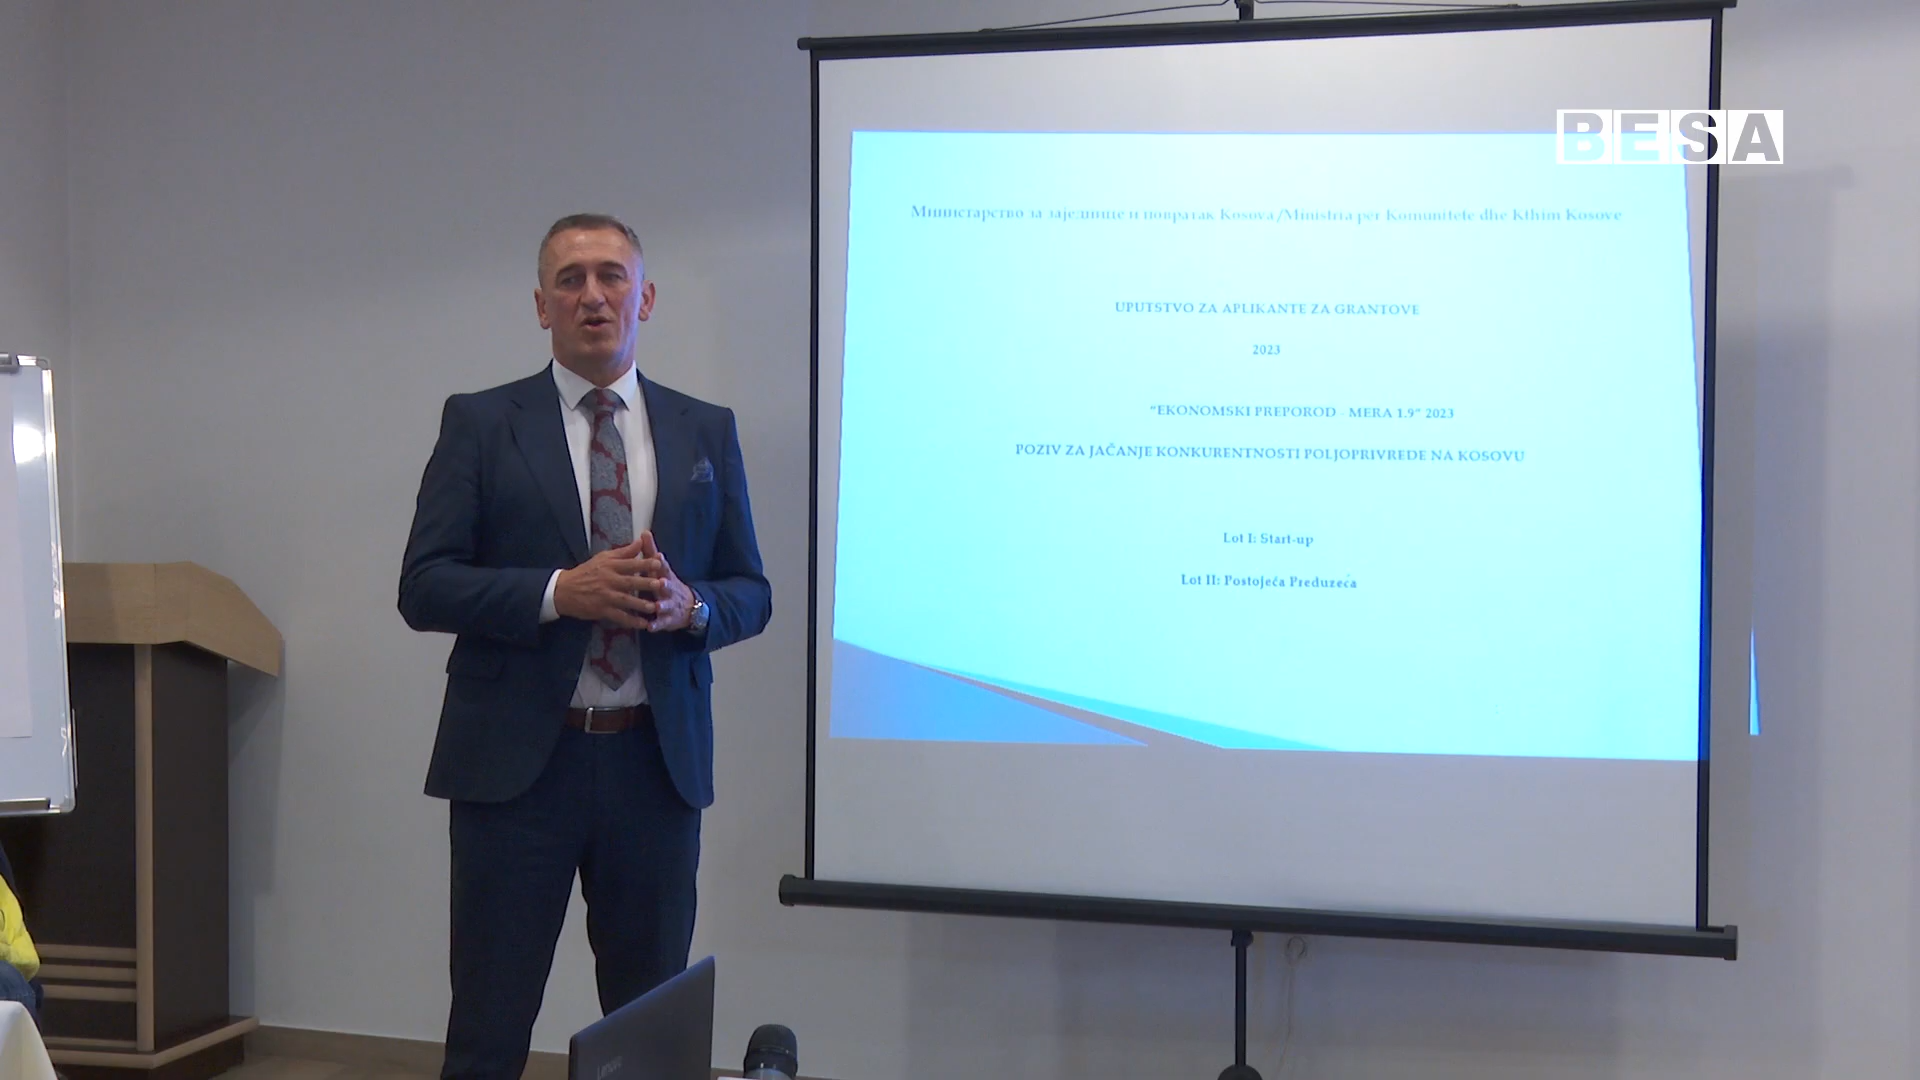 BESA
Министарство за заједнице и повратак Kosova/Ministria per Komunitete dhe Kthim Kosove
UPUTSTVO ZA APLIKANTE ZA GRANTOVE
2023
"EKONOMSKI PREPOROD - MERA 1.9" 2023
POZIV ZA JAČANJE KONKURENTNOSTI POLJOPRIVREDE NA KOSOVU
Lot I: Start-up
Lot II: Postojeća Preduzeća
Lenovo